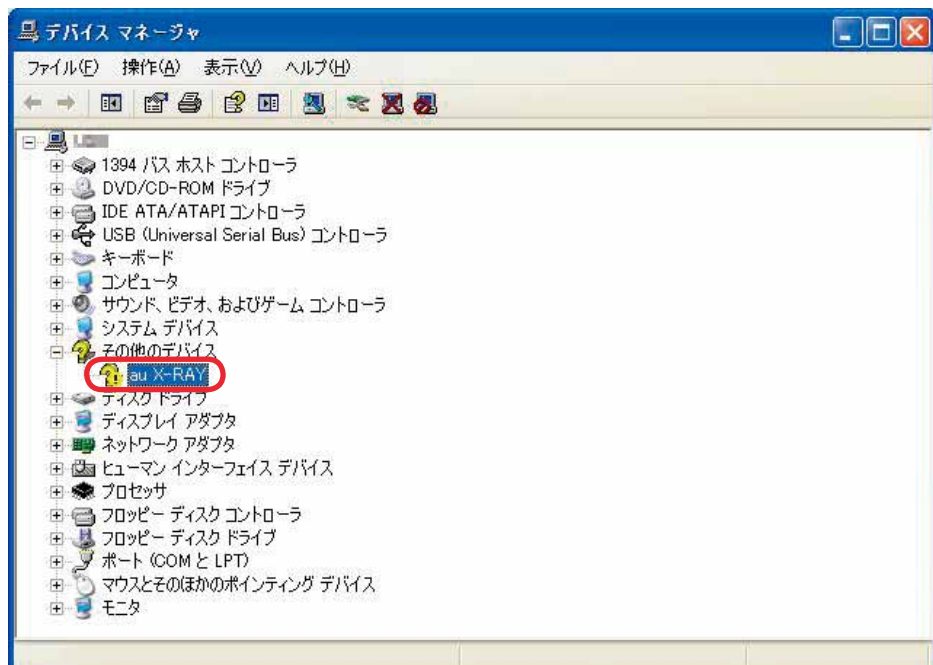 デバイス マネージャ
ファイル(F) 操作(A) 表示(V) ヘルプ(H)
1394 バス ホスト コントローラ
DVD/CD-ROM ドライブ
IDE ATA/ATAPI コントローラ
USB (Universal Serial Bus) コントローラ
キーボード
コンピュータ
サウンド、ビデオ、およびゲーム コントローラ
システム デバイス
その他のデバイス
au X-RAY
ディスク ドライブ
ディスプレイ アダプタ
ネットワーク アダプタ
ヒューマン インターフェイス デバイス
プロセッサ
フロッピー ディスク コントローラ
フロッピー ディスク ドライブ
ポート (COM と LPT)
マウスとそのほかのポインティング デバイス
モニタ